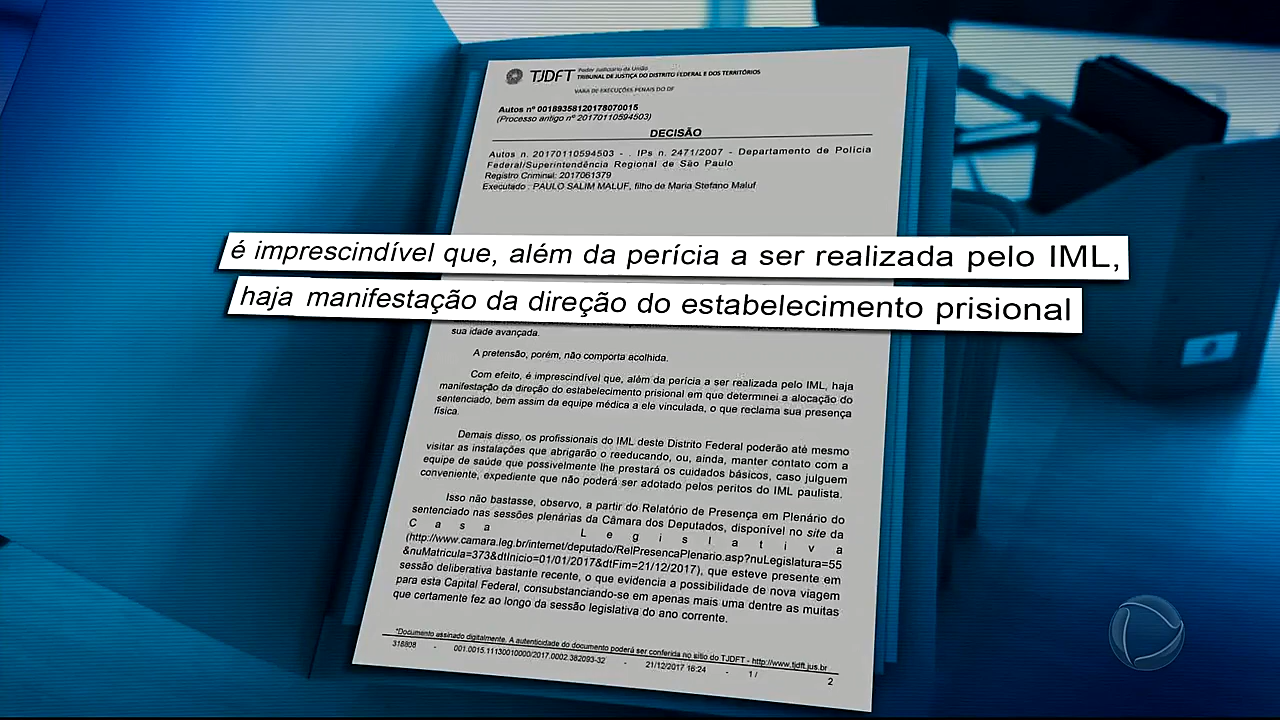 TJDFT
Poder Judiciário da União
TRIBUNAL DE JUSTIÇA DO DISTRITO FEDERAL E DOS TERRITÓRIOS
VARA DE EXECUÇÕES PENAIS DO DF
Autos nº 00189358120178070015
(Processo antigo nº 20170110594503)
DECISÃO
Autos n. 20170110594503 - . IPs n. 2471/2007 - Departamento de Polícia
Federal/Superintendência Regional de São Paulo
Registro Criminal: 2017061379
Executado : PAULO SALIM MALUF, filho de Maria Stefano Maluf
é imprescindível que, além da perícia a ser realizada pelo IML,
haja manifestação da direção do estabelecimento prisional
sua idade avançada.
A pretensão, porém, não comporta acolhida.
Com efeito, é imprescindível que, além da perícia a ser realizada pelo IML, haja
manifestação da direção do estabelecimento prisional em que determinei a alocação do
sentenciado, bem assim da equipe médica a ele vinculada, o que reclama sua presença
física.
Demais disso, os profissionais do IML deste Distrito Federal poderão até mesmo
visitar as instalações que abrigarão o reeducando, ou, ainda, manter contato com a
equipe de saúde que possivelmente lhe prestará os cuidados básicos, caso julguem
conveniente, expediente que não poderá ser adotado pelos peritos do IML paulista.
Isso não bastasse, observo, a partir do Relatório de Presença em Plenário do
sentenciado nas sessões plenárias da Câmara dos Deputados, disponível no site da
C a s a L e g i s l a t i v a
(http://www.camara.leg.br/internet/deputado/RelPresencaPlenario.asp?nuLegislatura=55
&nuMatricula=373&dtInicio=01/01/2017&dtFim=21/12/2017), que esteve presente em
sessão deliberativa bastante recente, o que evidencia a possibilidade de nova viagem
para esta Capital Federal, consubstanciando-se em apenas mais uma dentre as muitas
que certamente fez ao longo da sessão legislativa do ano corrente.
*Documento assinado digitalmente. A autenticidade do documento poderá ser conferida no sítio do TJDFT - http://www.tjdft.jus.br
318808 - 001.0015.11130010000/2017.0002.382093-32 - 21/12/2017 16:24 - 1 /
2